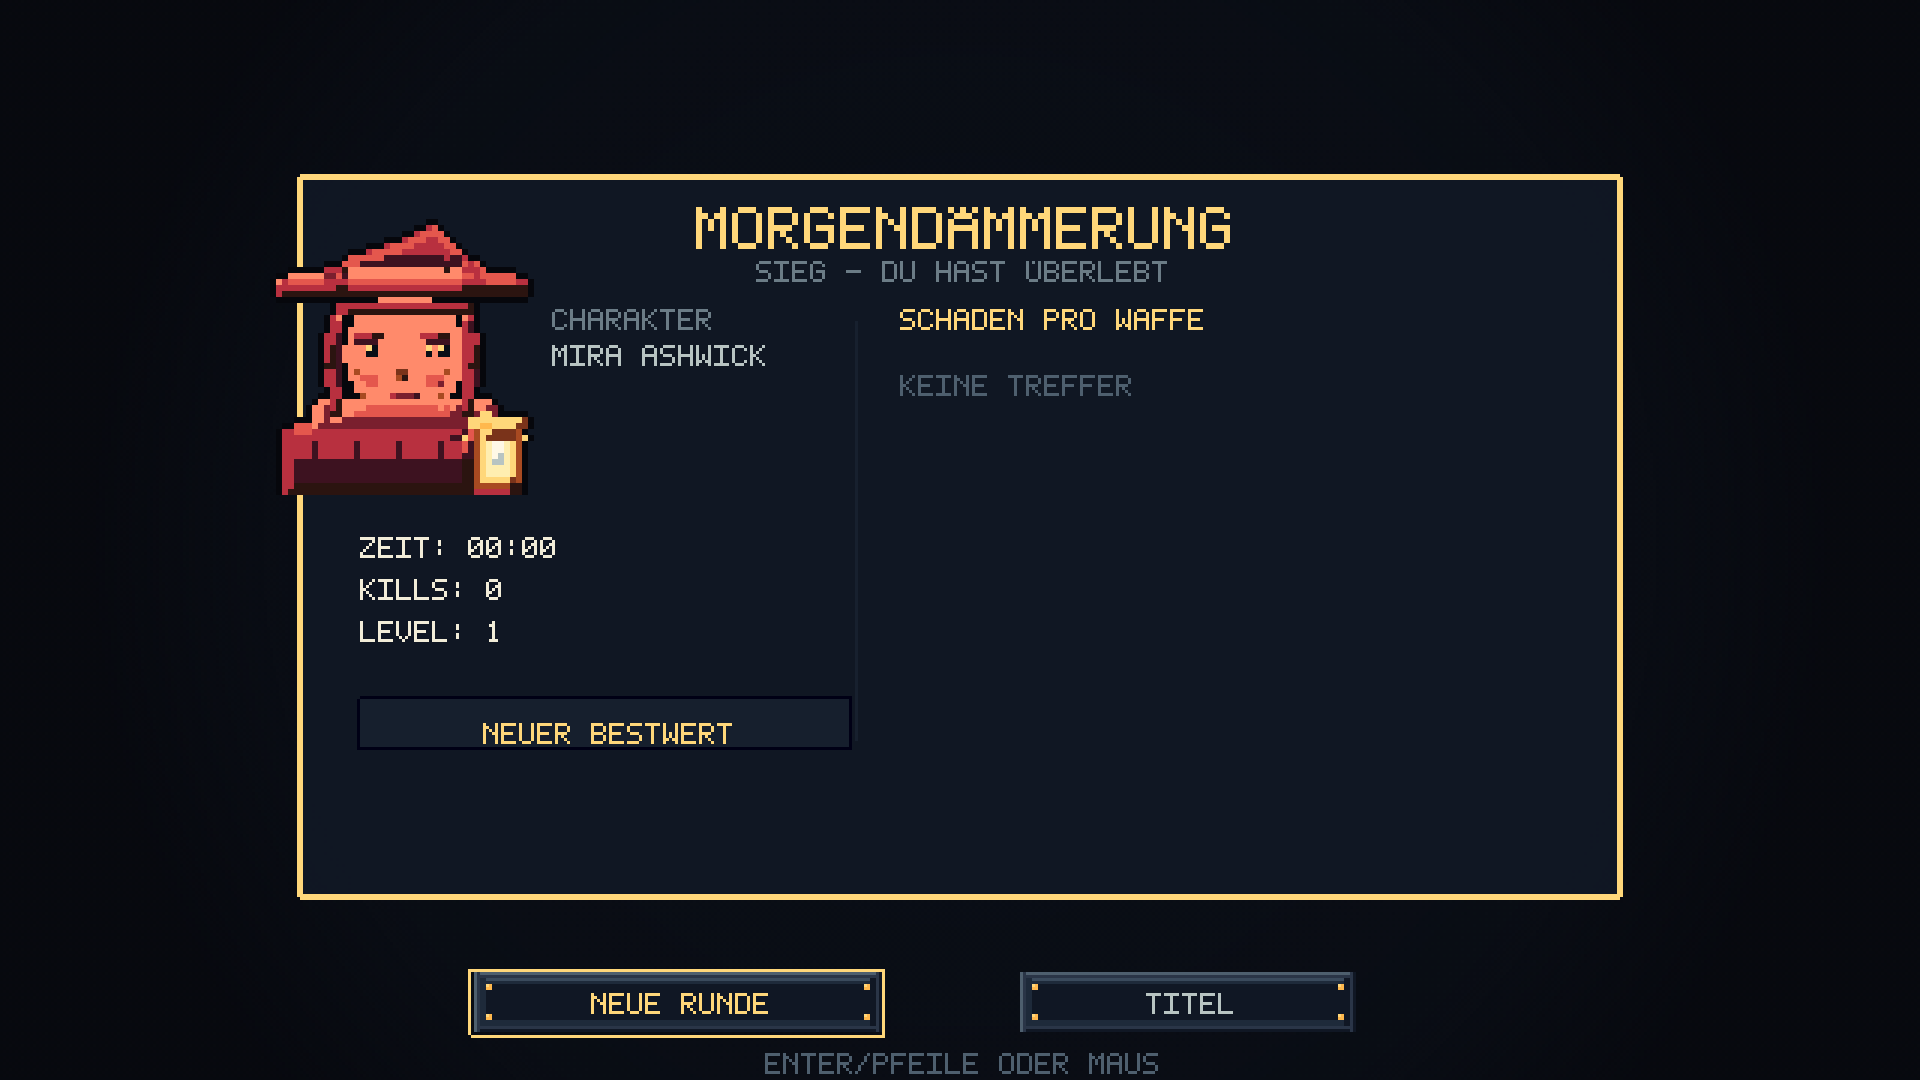 MORGENDÄMMERUNG
SIEG - DU HAST ÜBERLEBT
CHARAKTER
MIRA ASHWICK
SCHADEN PRO WAFFE
KEINE TREFFER
ZEIT: 00:00
KILLS: 0
LEVEL: 1
NEUER BESTWERT
NEUE RUNDE
TITEL
ENTER/PFEILE ODER MAUS